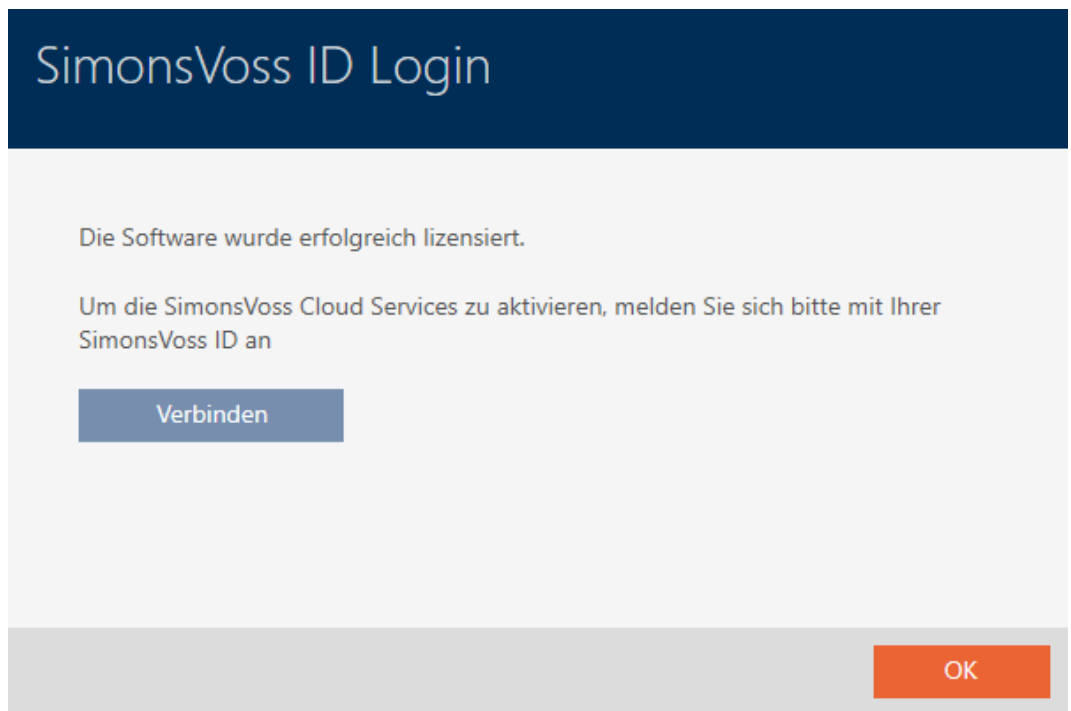 SimonsVoss ID Login
Die Software wurde erfolgreich lizensiert.
Um die SimonsVoss Cloud Services zu aktivieren, melden Sie sich bitte mit Ihrer
SimonsVoss ID an
Verbinden
OK